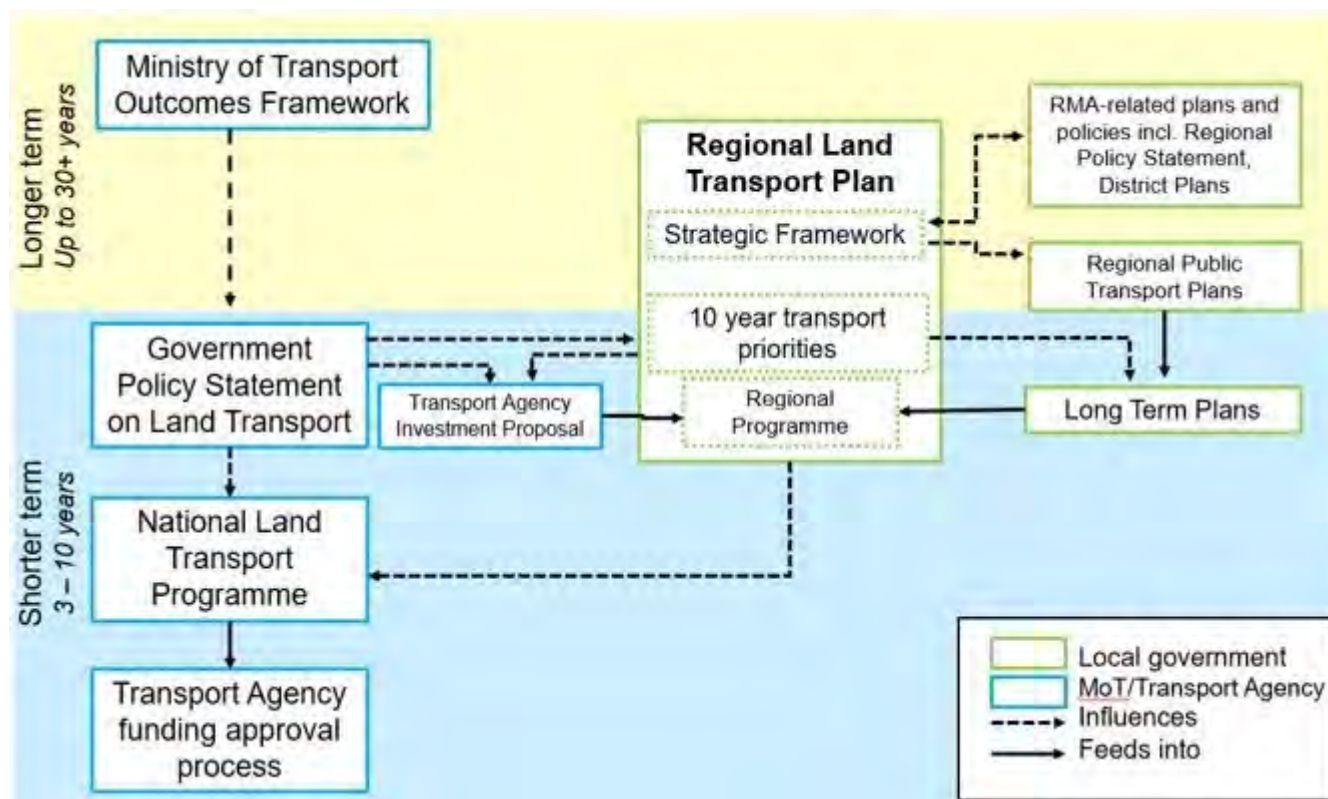 Longer term
Up to 30+ years
Ministry of Transport
Outcomes Framework
Regional Land
Transport Plan
Strategic Framework
10 year transport
priorities
Regional
Programme
RMA-related plans and
policies incl. Regional
Policy Statement,
District Plans
Regional Public
Transport Plans
Long Term Plans
Shorter term
3 – 10 years
Government
Policy Statement
on Land Transport
Transport Agency
Investment Proposal
National Land
Transport
Programme
Transport Agency
funding approval
process
Local government
MoT/Transport Agency
Influences
Feeds into